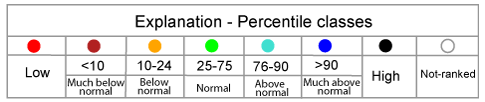 Explanation - Percentile classes
Low
<10
Much below normal
10-24
Below normal
25-75
Normal
76-90
Above normal
>90
Much above normal
High
Not-ranked